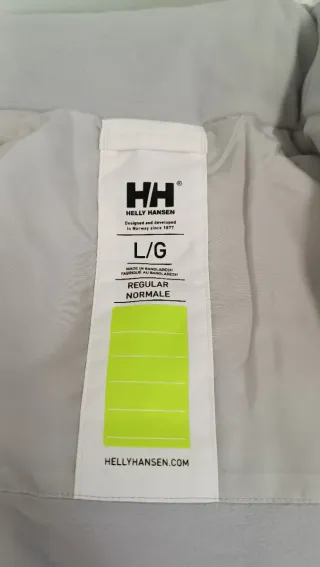 HH®
HELLY HANSEN
Designed and developed
in Norway since 1877
L/G
MADE IN BANGLADESH
FABRIQUÉ AU BANGLADESH
REGULAR
NORMALE
HELLYHANSEN.COM